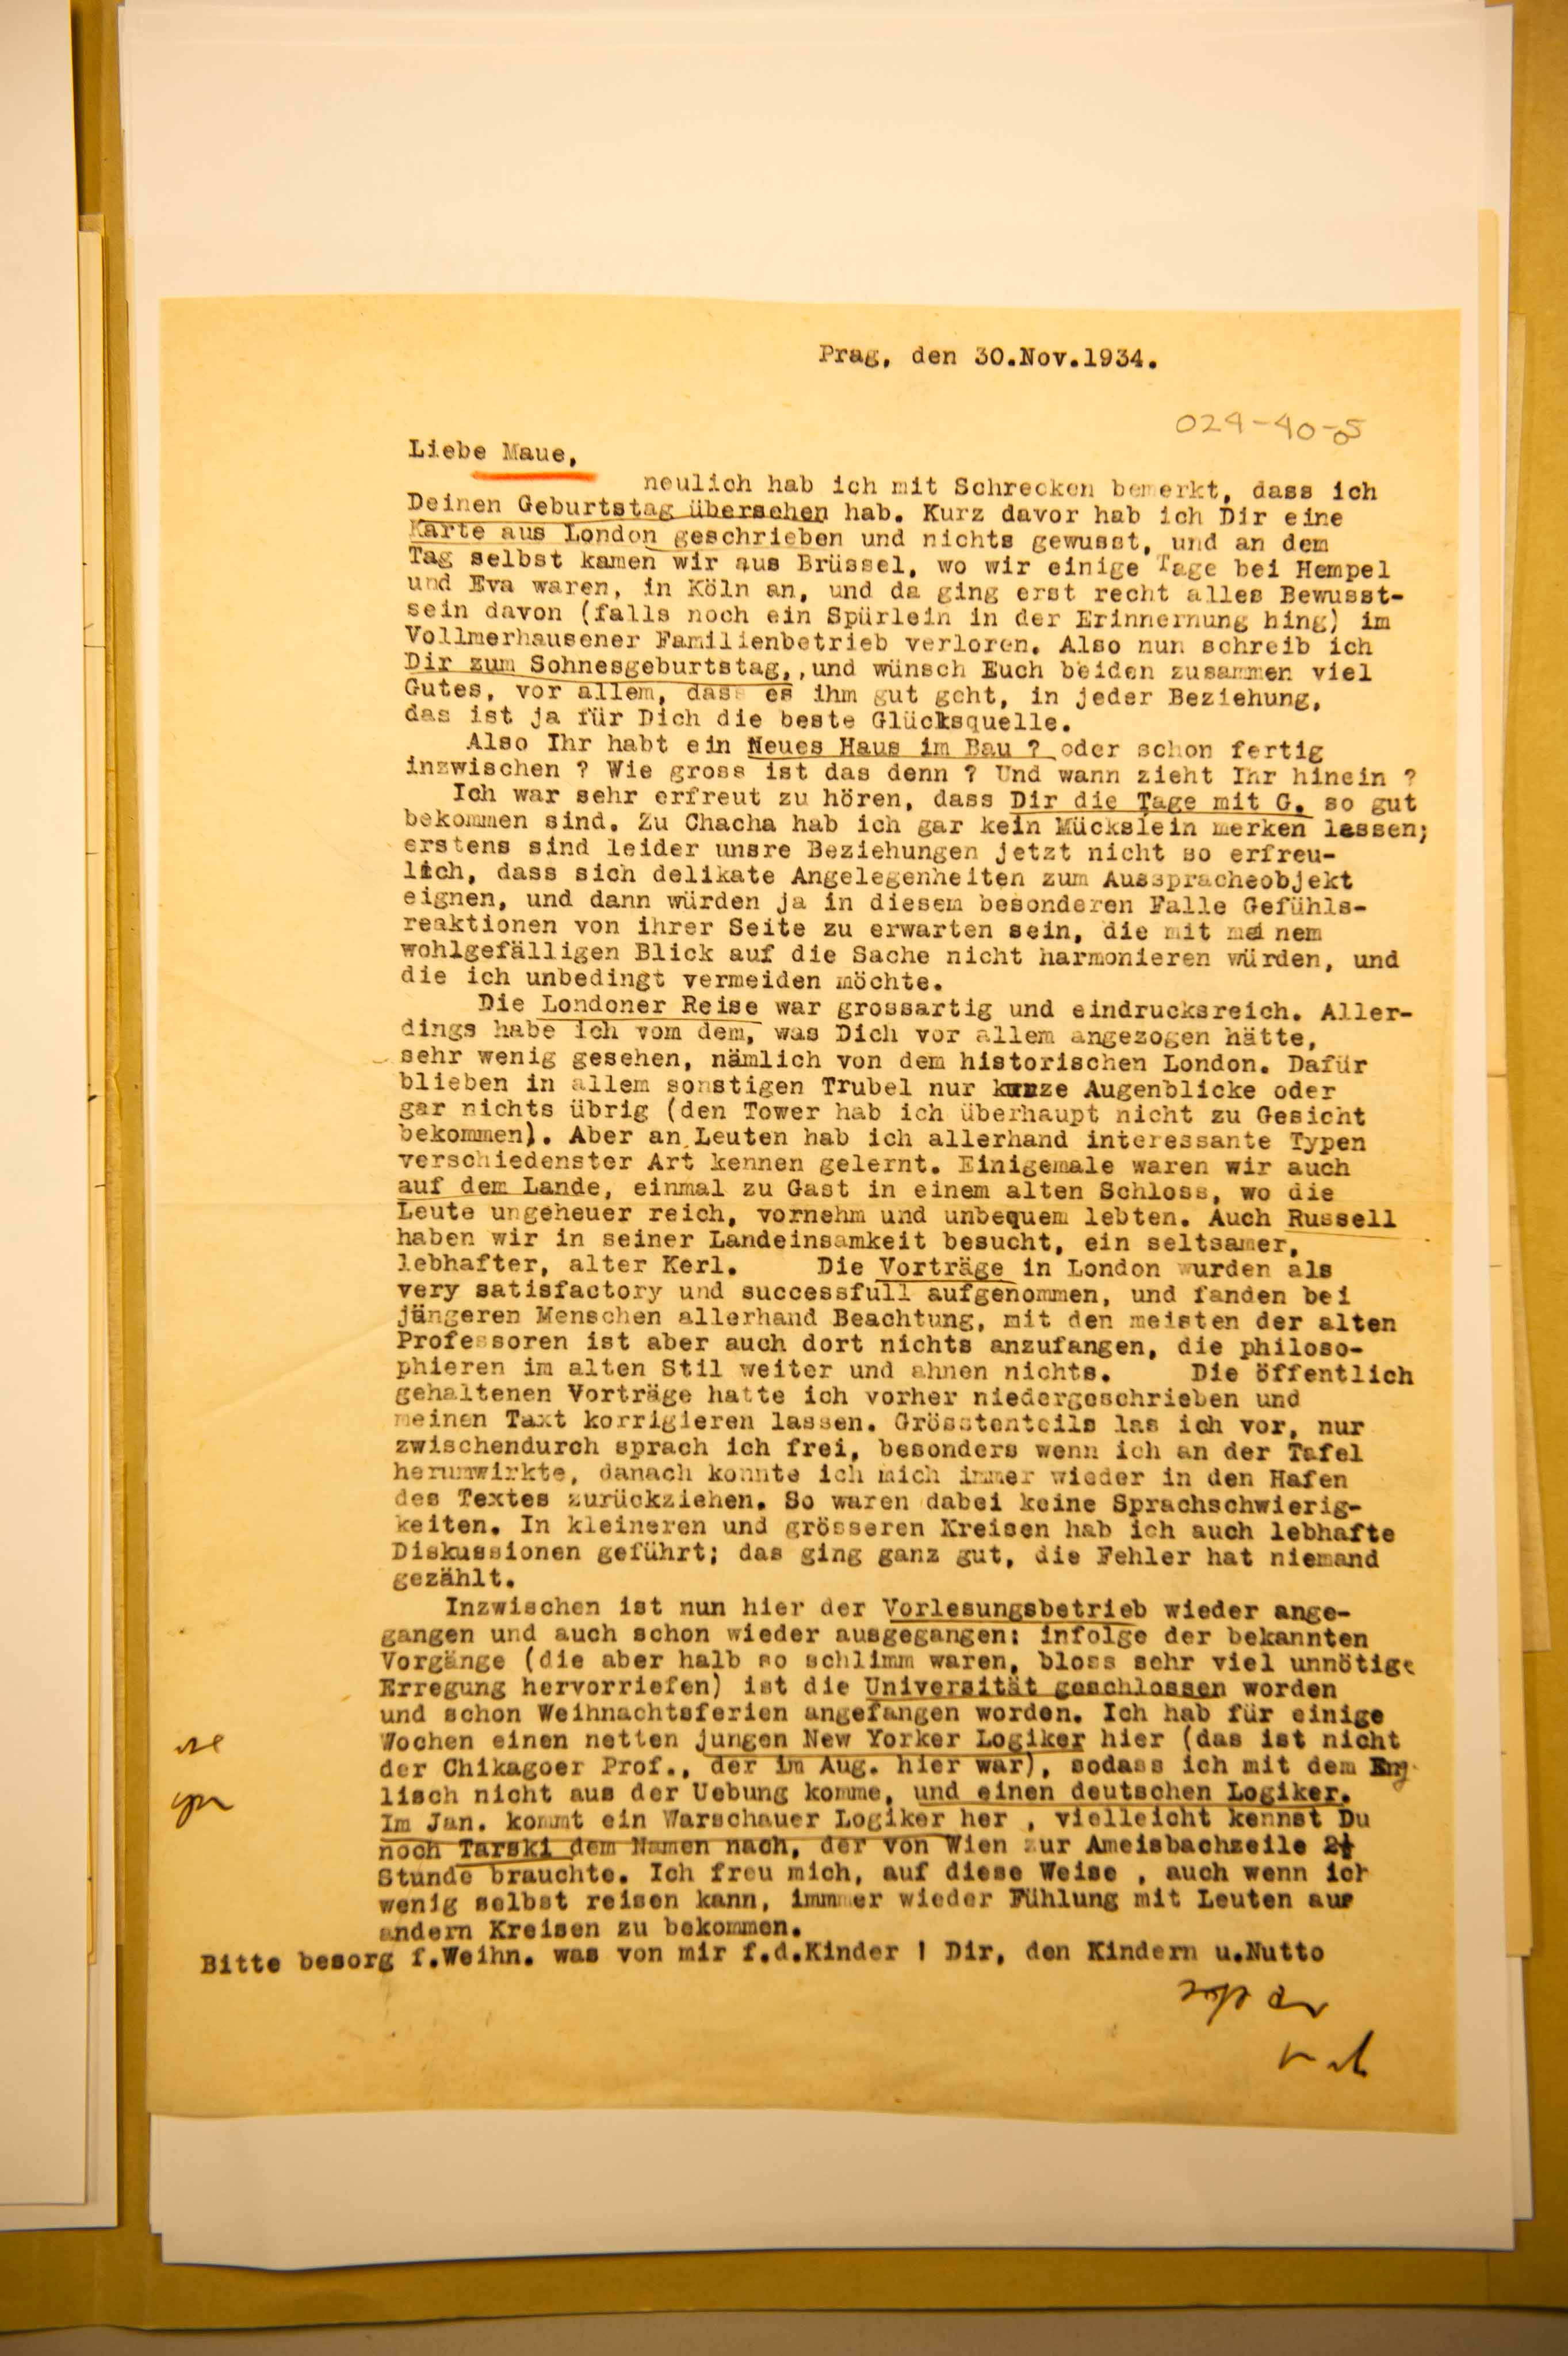 Prag, den 30.Nov.1934.
024-40-05
Liebe Maue,
neulich hab ich mit Schrecken bemerkt, dass ich
Deinen Geburtstag übersehen hab. Kurz davor hab ich Dir eine
Karte aus London geschrieben und nichts gewusst, und an dem
Tag selbst kamen wir aus Brüssel, wo wir einige Tage bei Hempel
und Eva waren, in Köln an, und da ging erst recht alles Bewusst-
sein davon (falls noch ein Spürlein in der Erinnernung hing) im
Vollmerhausener Familienbetrieb verloren. Also nun schreib ich
Dir zum Sohnesgeburtstag,,und wünsch Euch beiden zusammen viel
Gutes, vor allem, dass es ihm gut geht, in jeder Beziehung,
das ist ja für Dich die beste Glücksquelle.
Also Ihr habt ein Neues Haus im Bau ? oder schon fertig
inzwischen ? Wie gross ist das denn ? Und wann zieht Ihr hinein ?
Ich war sehr erfreut zu hören, dass Dir die Tage mit G. so gut
bekommen sind. Zu Chacha hab ich gar kein Mückslein merken lassen;
erstens sind leider unsre Beziehungen jetzt nicht so erfreu-
lich, dass sich delikate Angelegenheiten zum Ausspracheobjekt
eignen, und dann würden ja in diesem besonderen Falle Gefühls-
reaktionen von ihrer Seite zu erwarten sein, die mit meinem
wohlgefälligen Blick auf die Sache nicht harmonieren würden, und
die ich unbedingt vermeiden möchte.
Die Londoner Reise war grossartig und eindrucksreich. Aller-
dings habe ich vom dem, was Dich vor allem angezogen hätte,
sehr wenig gesehen, nämlich von dem historischen London. Dafür
blieben in allem sonstigen Trubel nur kurze Augenblicke oder
gar nichts übrig (den Tower hab ich überhaupt nicht zu Gesicht
bekommen). Aber an Leuten hab ich allerhand interessante Typen
verschiedenster Art kennen gelernt. Einigemale waren wir auch
auf dem Lande, einmal zu Gast in einem alten Schloss, wo die
Leute ungeheuer reich, vornehm und unbequem lebten. Auch Russell
haben wir in seiner Landeinsamkeit besucht, ein seltsamer,
lebhafter, alter Kerl. Die Vorträge in London wurden als
very satisfactory und successfull aufgenommen, und fanden bei
jüngeren Menschen allerhand Beachtung, mit den meisten der alten
Professoren ist aber auch dort nichts anzufangen, die philoso-
phieren im alten Stil weiter und ahnen nichts. Die öffentlich
gehaltenen Vorträge hatte ich vorher niedergeschrieben und
meinen Taxt korrigieren lassen. Grösstenteils las ich vor, nur
zwischendurch sprach ich frei, besonders wenn ich an der Tafel
herumwirkte, danach konnte ich mich immer wieder in den Hafen
des Textes zurückziehen. So waren dabei keine Sprachschwierig-
keiten. In kleineren und grösseren Kreisen hab ich auch lebhafte
Diskussionen geführt; das ging ganz gut, die Fehler hat niemand
gezählt.
Inzwischen ist nun hier der Vorlesungsbetrieb wieder ange-
gangen und auch schon wieder ausgegangen: infolge der bekannten
Vorgänge (die aber halb so schlimm waren, bloss sehr viel unnötige
Erregung hervorriefen) ist die Universität geschlossen worden
und schon Weihnachtsferien angefangen worden. Ich hab für einige
Wochen einen netten jungen New Yorker Logiker hier (das ist nicht
der Chikagoer Prof., der im Aug. hier war), sodass ich mit dem Eng-
lisch nicht aus der Uebung komme, und einen deutschen Logiker.
Im Jan. kommt ein Warschauer Logiker her , vielleicht kennst Du
noch Tarski dem Namen nach, der von Wien zur Ameisbachzeile 2½
Stunde brauchte. Ich freu mich, auf diese Weise , auch wenn ich
wenig selbst reisen kann, immmer wieder Fühlung mit Leuten aus
andern Kreisen zu bekommen.
Bitte besorg f.Weihn. was von mir f.d.Kinder ! Dir, den Kindern u.Nutto